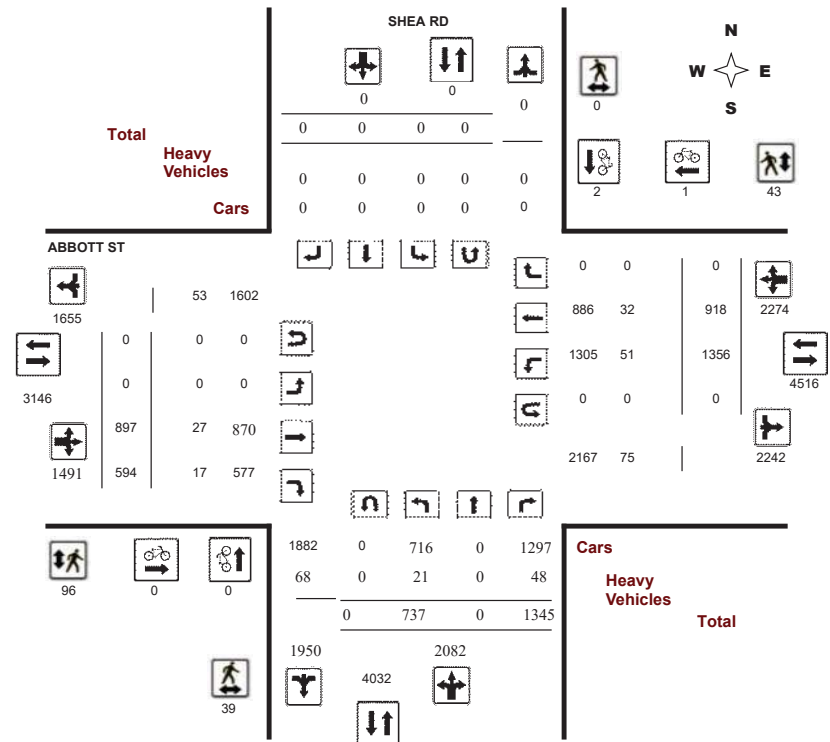 SHEA RD
N
W E
S
0
0
0
0
Total
0 0 0 0
Heavy
Vehicles
0 0 0 0 0
2 1 43
Cars
0 0 0 0 0
ABBOTT ST
0 0 0
53 1602
1655
886 32 918 2274
0 0 0
3146
1305 51 1356
4516
0 0 0
0 0 0
897 27 870
2167 75 2242
1491 594 17 577
1882 0 716 0 1297
Cars
68 0 21 0 48
Heavy
Vehicles
96 0 0
0 737 0 1345
Total
1950 2082
4032
39